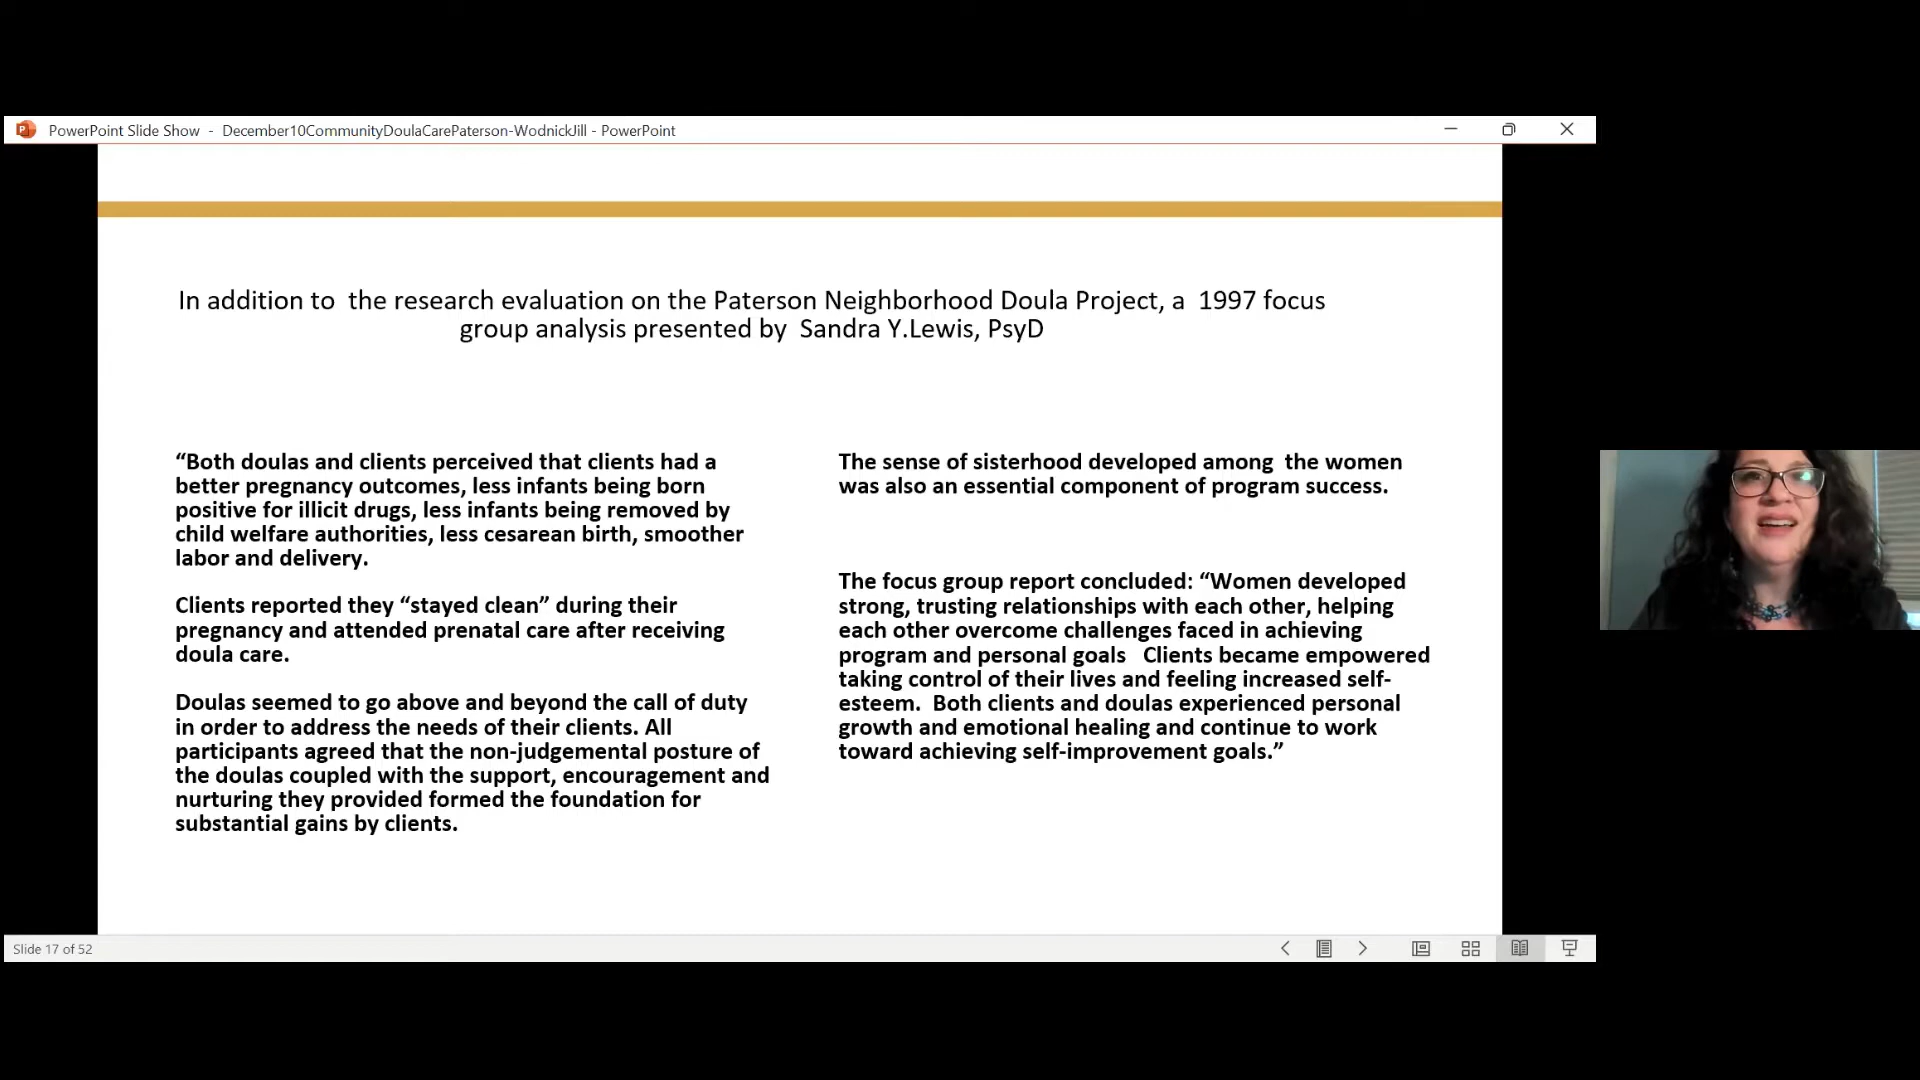 PowerPoint Slide Show - December10CommunityDoulaCarePaterson-WodnickJill - PowerPoint
In addition to the research evaluation on the Paterson Neighborhood Doula Project, a 1997 focus
group analysis presented by Sandra Y.Lewis, PsyD
“Both doulas and clients perceived that clients had a
better pregnancy outcomes, less infants being born
positive for illicit drugs, less infants being removed by
child welfare authorities, less cesarean birth, smoother
labor and delivery.
Clients reported they “stayed clean” during their
pregnancy and attended prenatal care after receiving
doula care.
Doulas seemed to go above and beyond the call of duty
in order to address the needs of their clients. All
participants agreed that the non-judgemental posture of
the doulas coupled with the support, encouragement and
nurturing they provided formed the foundation for
substantial gains by clients.
The sense of sisterhood developed among the women
was also an essential component of program success.
The focus group report concluded: “Women developed
strong, trusting relationships with each other, helping
each other overcome challenges faced in achieving
program and personal goals Clients became empowered
taking control of their lives and feeling increased self-
esteem. Both clients and doulas experienced personal
growth and emotional healing and continue to work
toward achieving self-improvement goals.”
Slide 17 of 52